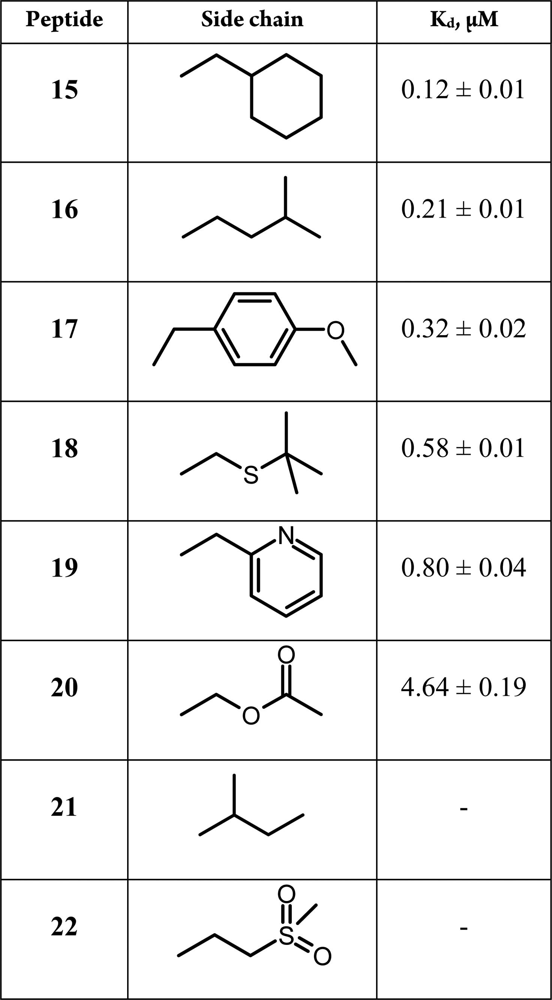 Peptide Side chain K_d, µM
15 0.12 ± 0.01
16 0.21 ± 0.01
17 O 0.32 ± 0.02
18 S 0.58 ± 0.01
N
19 0.80 ± 0.04
O
20 4.64 ± 0.19
O
21 -
O
22 S -
O